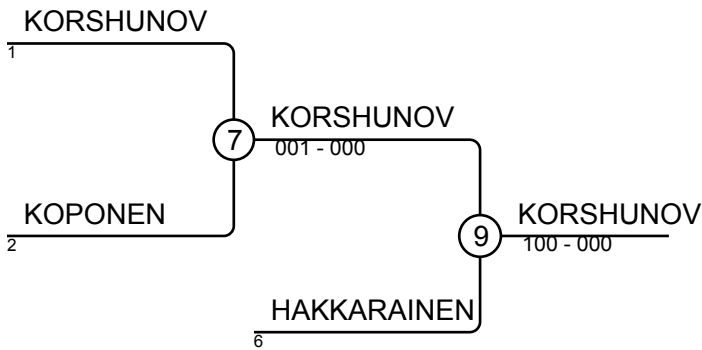 KORSHUNOV
1
7
KORSHUNOV
001 - 000
KOPONEN
2
9
KORSHUNOV
100 - 000
HAKKARAINEN
6